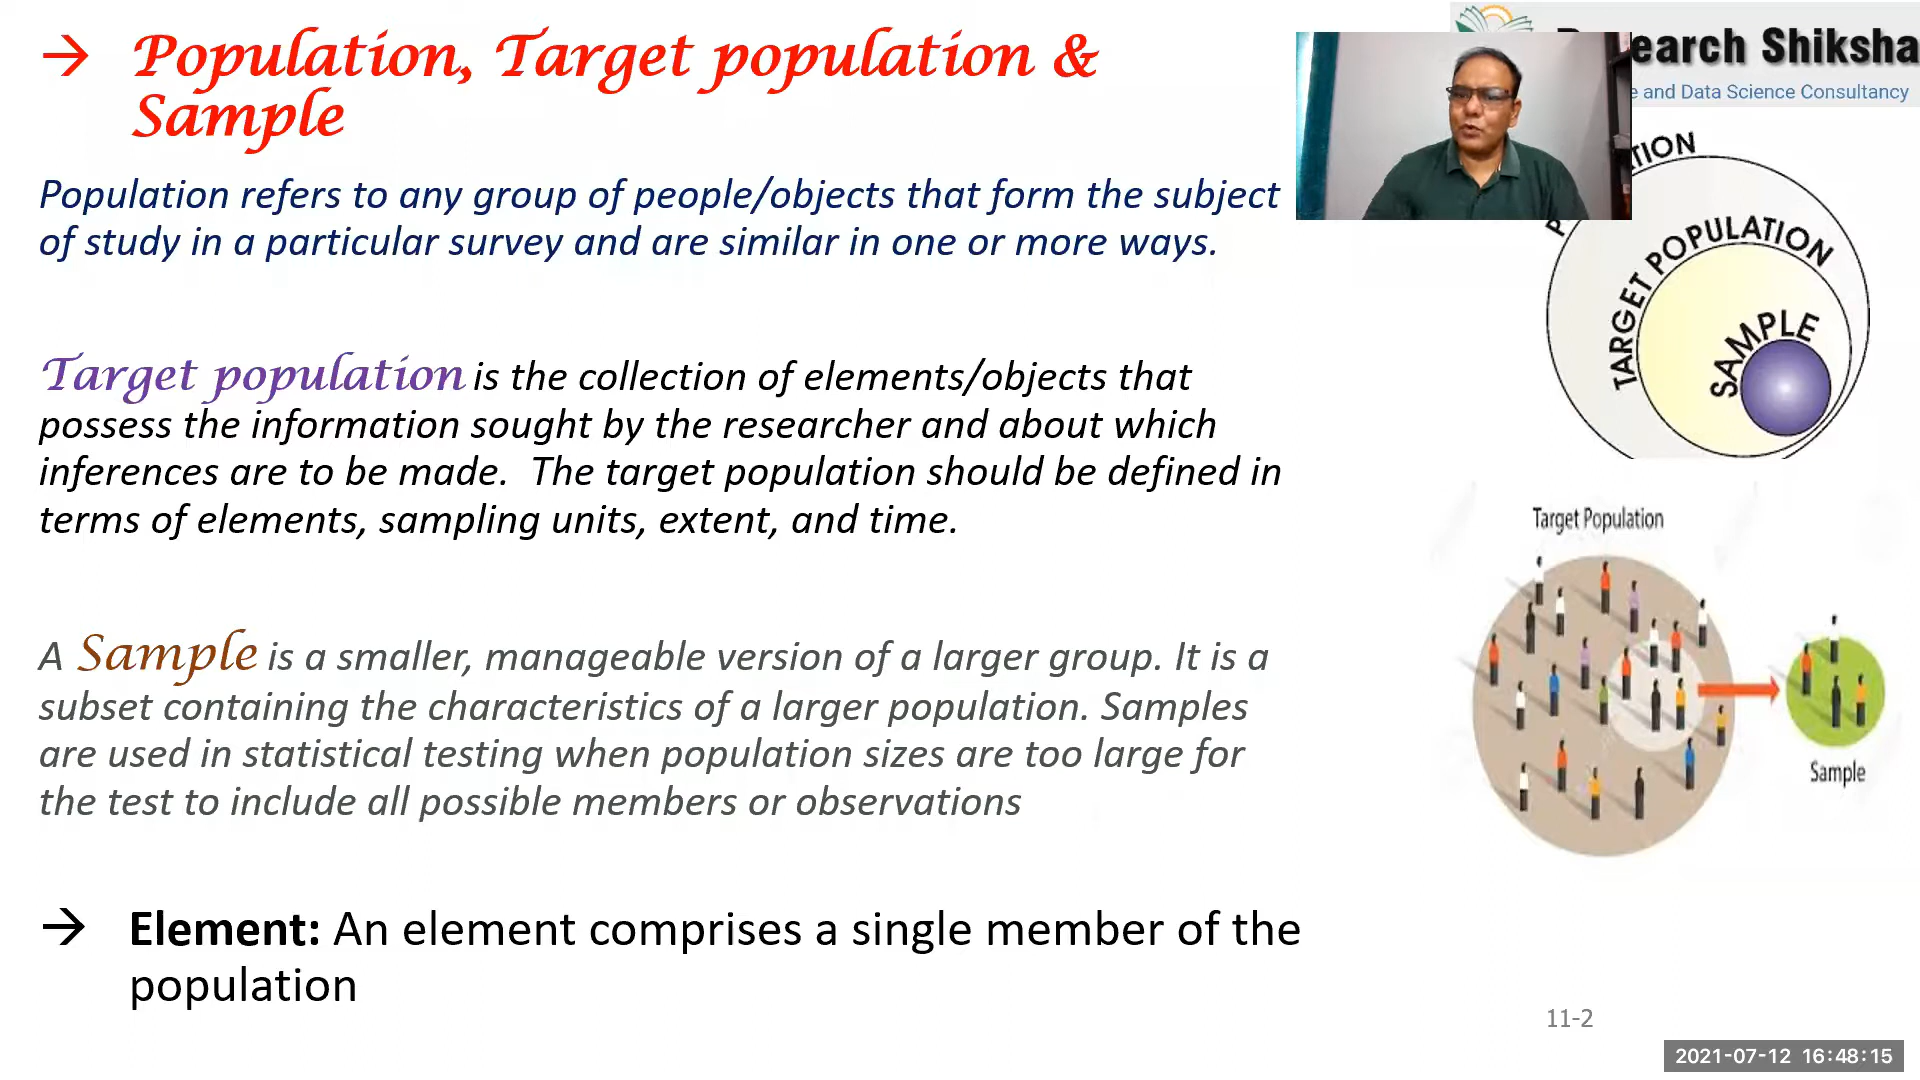 → Population, Target population &
Sample
Population refers to any group of people/objects that form the subject
of study in a particular survey and are similar in one or more ways.
Target population is the collection of elements/objects that
possess the information sought by the researcher and about which
inferences are to be made. The target population should be defined in
terms of elements, sampling units, extent, and time.
A Sample is a smaller, manageable version of a larger group. It is a
subset containing the characteristics of a larger population. Samples
are used in statistical testing when population sizes are too large for
the test to include all possible members or observations
→ Element: An element comprises a single member of the
population
earch Shiksha
e and Data Science Consultancy
TION
TARGET POPULATION
SAMPLE
Target Population
Sample
11-2
2021-07-12 16:48:15